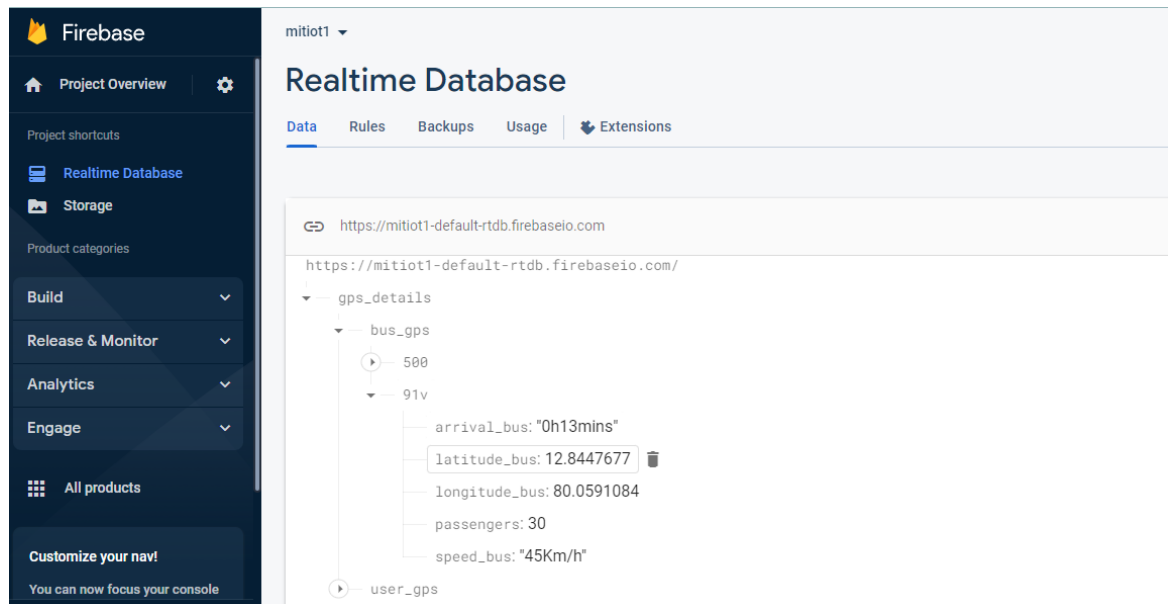 Firebase
Project Overview
Project shortcuts
Realtime Database
Storage
Product categories
Build
Release & Monitor
Analytics
Engage
All products
Customize your nav!
You can now focus your console
mitiot1
Realtime Database
Data Rules Backups Usage Extensions
https://mitiot1-default-rtdb.firebaseio.com
https://mitiot1-default-rtdb.firebaseio.com/
gps_details
bus_gps
500
91v
arrival_bus: "0h13mins"
latitude_bus: 12.8447677
longitude_bus: 80.0591084
passengers: 30
speed_bus: "45Km/h"
user_gps